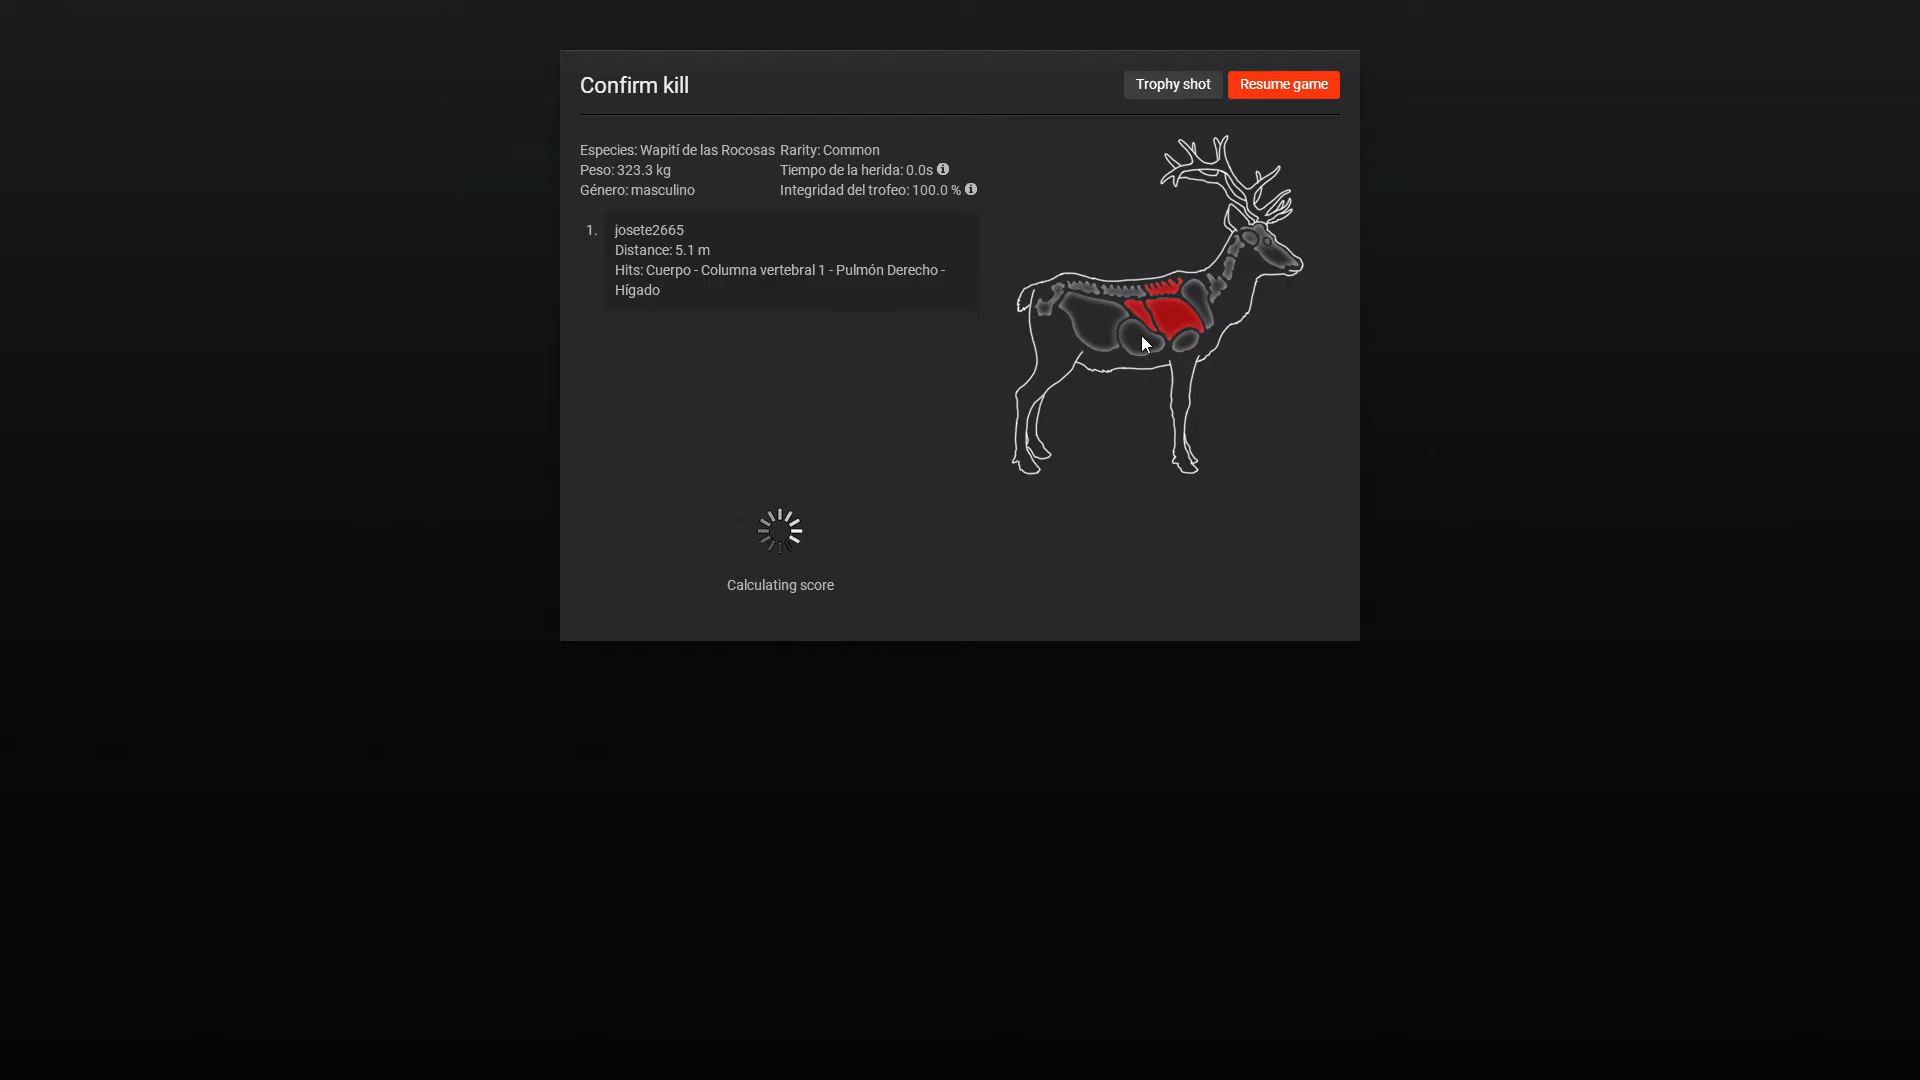 Confirm kill
Trophy shot
Resume game
Especies: Wapití de las Rocosas
Rarity: Common
Peso: 323.3 kg
Tiempo de la herida: 0.0s
Género: masculino
Integridad del trofeo: 100.0 %
1.
josete2665
Distance: 5.1 m
Hits: Cuerpo - Columna vertebral 1 - Pulmón Derecho -
Hígado
Calculating score